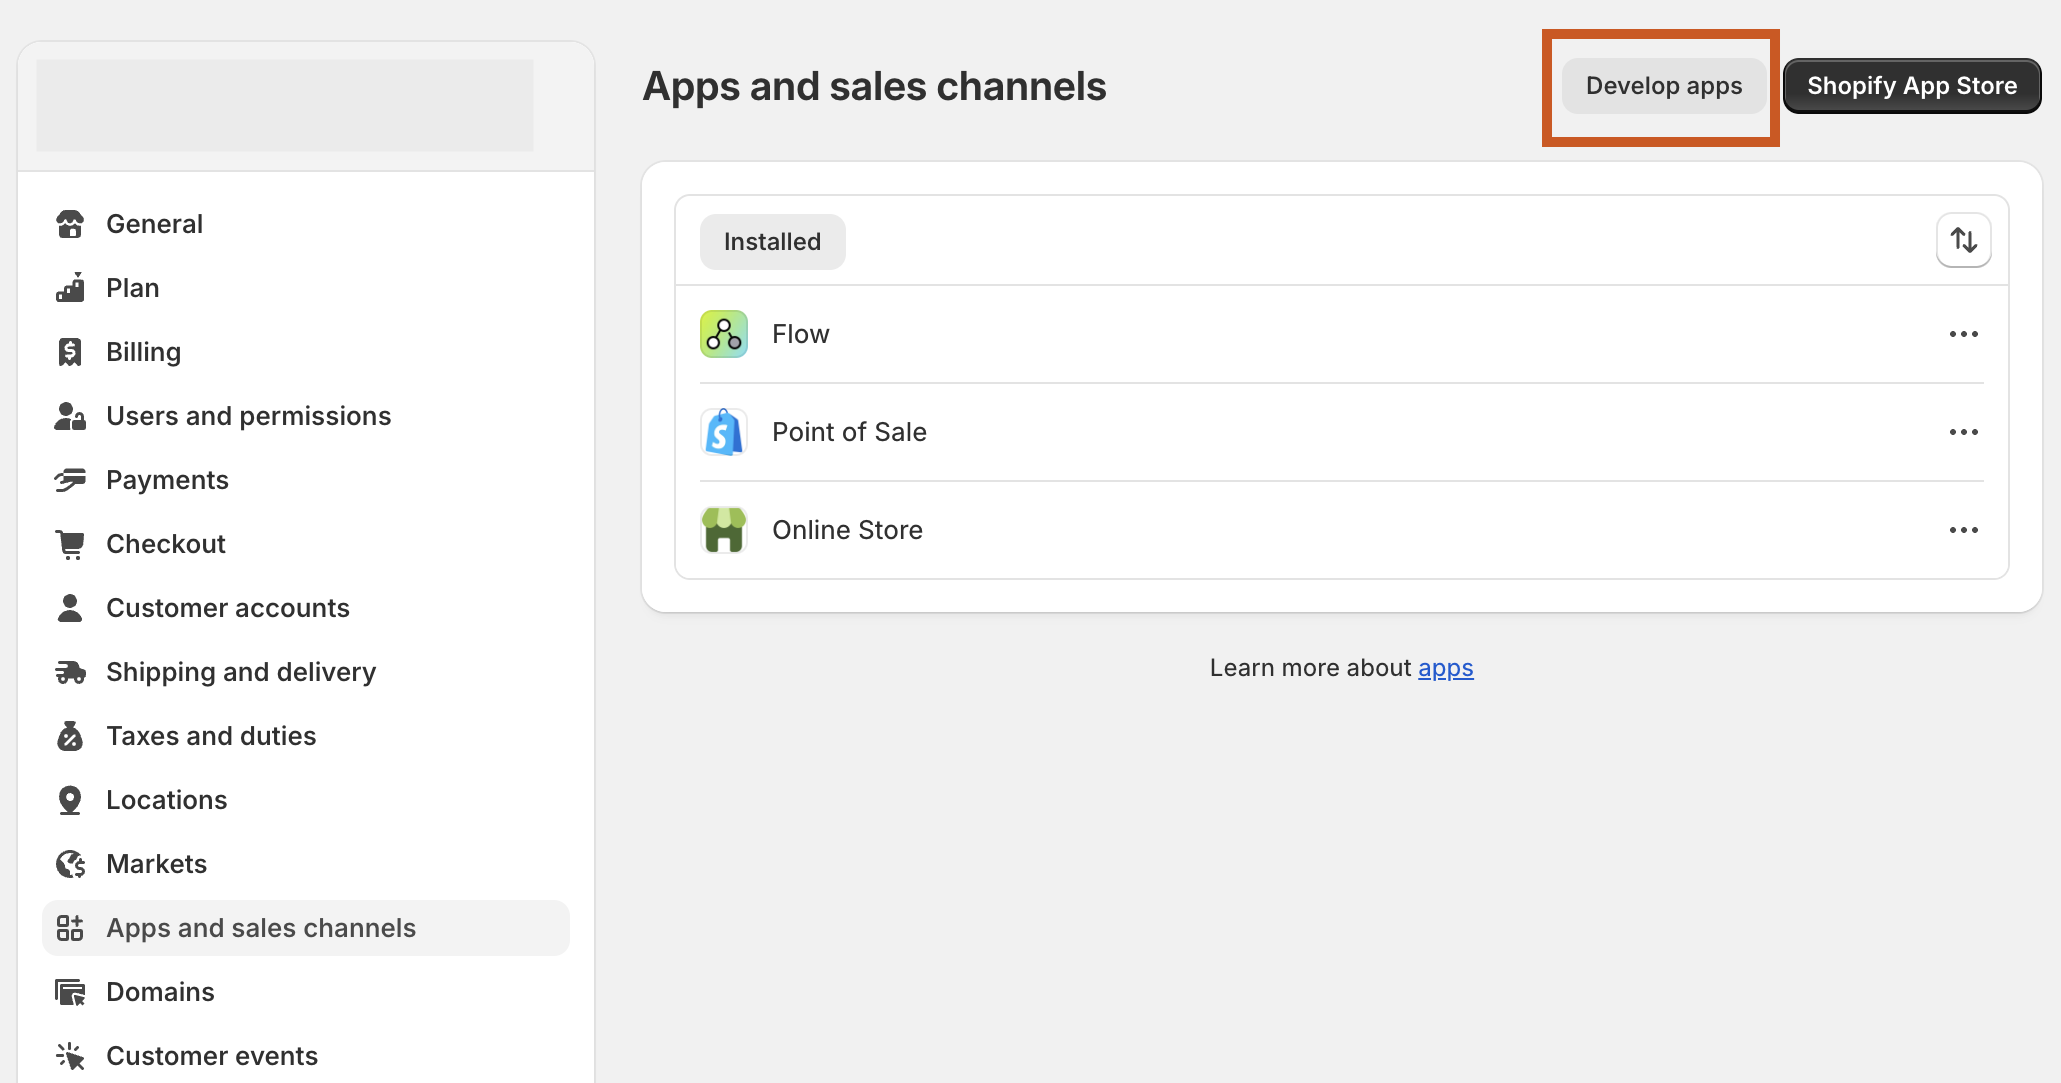 General
Plan
Billing
Users and permissions
Payments
Checkout
Customer accounts
Shipping and delivery
Taxes and duties
Locations
Markets
Apps and sales channels
Domains
Customer events
Apps and sales channels
Develop apps
Shopify App Store
Installed
Flow
Point of Sale
Online Store
Learn more about apps